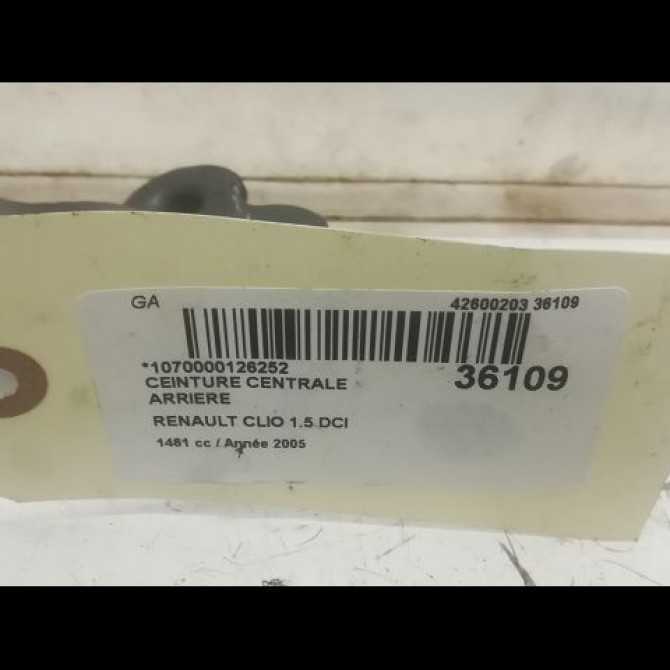 GA
42600203 36109
*1070000126252
36109
CEINTURE CENTRALE
ARRIERE
RENAULT CLIO 1.5 DCI
1461 cc / Année 2005